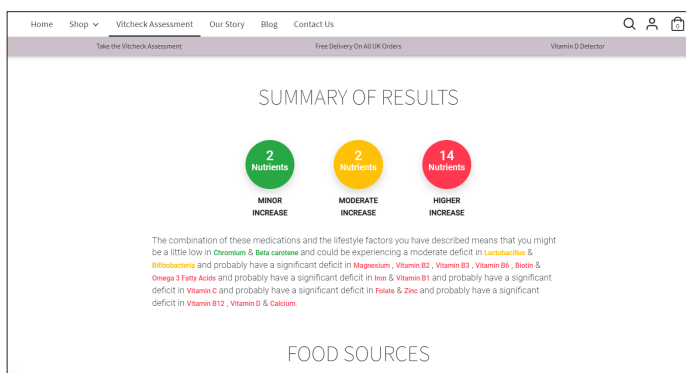 Home Shop Vitcheck Assessment Our Story Blog Contact Us 0
Take the Vitcheck Assessment Free Delivery On All UK Orders Vitamin D Detector
SUMMARY OF RESULTS
2 2 14
Nutrients Nutrients Nutrients
MINOR MODERATE HIGHER
INCREASE INCREASE INCREASE
The combination of these medications and the lifestyle factors you have described means that you might
be a little low in Chromium & Beta carotene and could be experiencing a moderate deficit in Lactobacillus &
Bifidobacteria and probably have a significant deficit in Magnesium , Vitamin B2 , Vitamin B3 , Vitamin B6 , Biotin &
Omega 3 Fatty Acids and probably have a significant deficit in Iron & Vitamin B1 and probably have a significant
deficit in Vitamin C and probably have a significant deficit in Folate & Zinc and probably have a significant
deficit in Vitamin B12 , Vitamin D & Calcium.
FOOD SOURCES